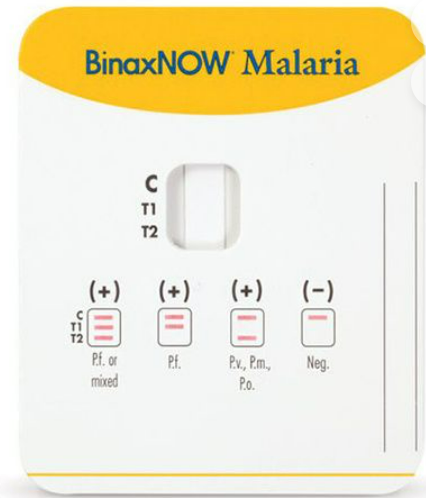 BinaxNOW® Malaria
C
T1
T2
(+) (+) (+) (-)
C
T1
T2
P.f. or mixed
P.f.
P.v., P.m., P.o.
Neg.